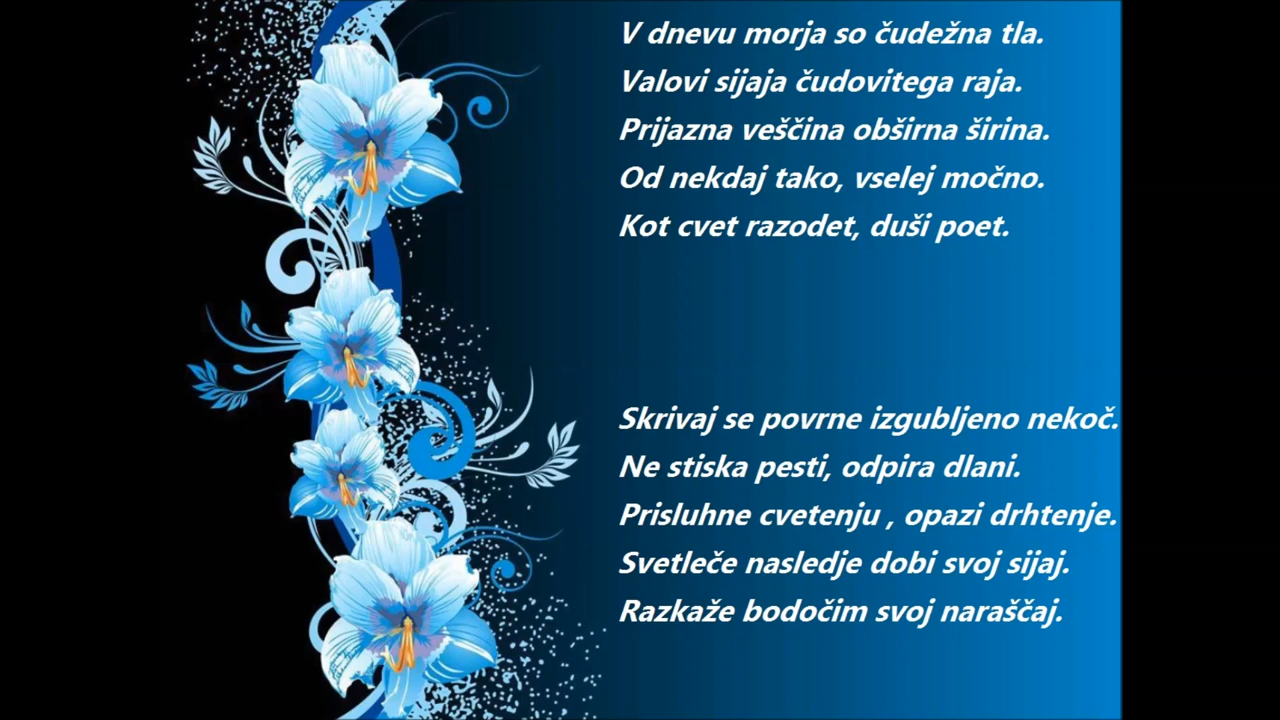 V dnevu morja so čudežna tla.
Valovi sijaja čudovitega raja.
Prijazna veščina obširna širina.
Od nekdaj tako, vselej močno.
Kot cvet razodet, duši poet.
Skrivaj se povrne izgubljeno nekoč.
Ne stiska pesti, odpira dlani.
Prisluhne cvetenju , opazi drhtenje.
Svetleče nasledje dobi svoj sijaj.
Razkaže bodočim svoj naraščaj.